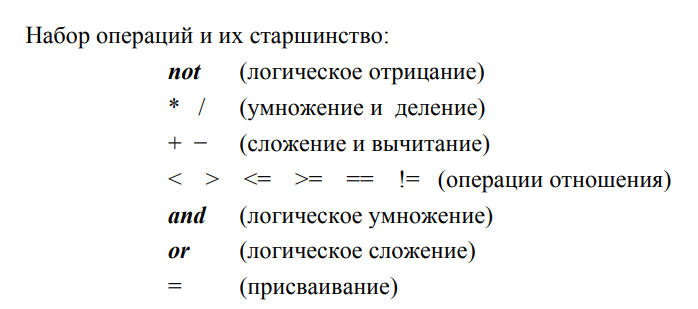 Набор операций и их старшинство:
not (логическое отрицание)
* / (умножение и деление)
+ − (сложение и вычитание)
< > <= >= == != (операции отношения)
and (логическое умножение)
or (логическое сложение)
= (присваивание)